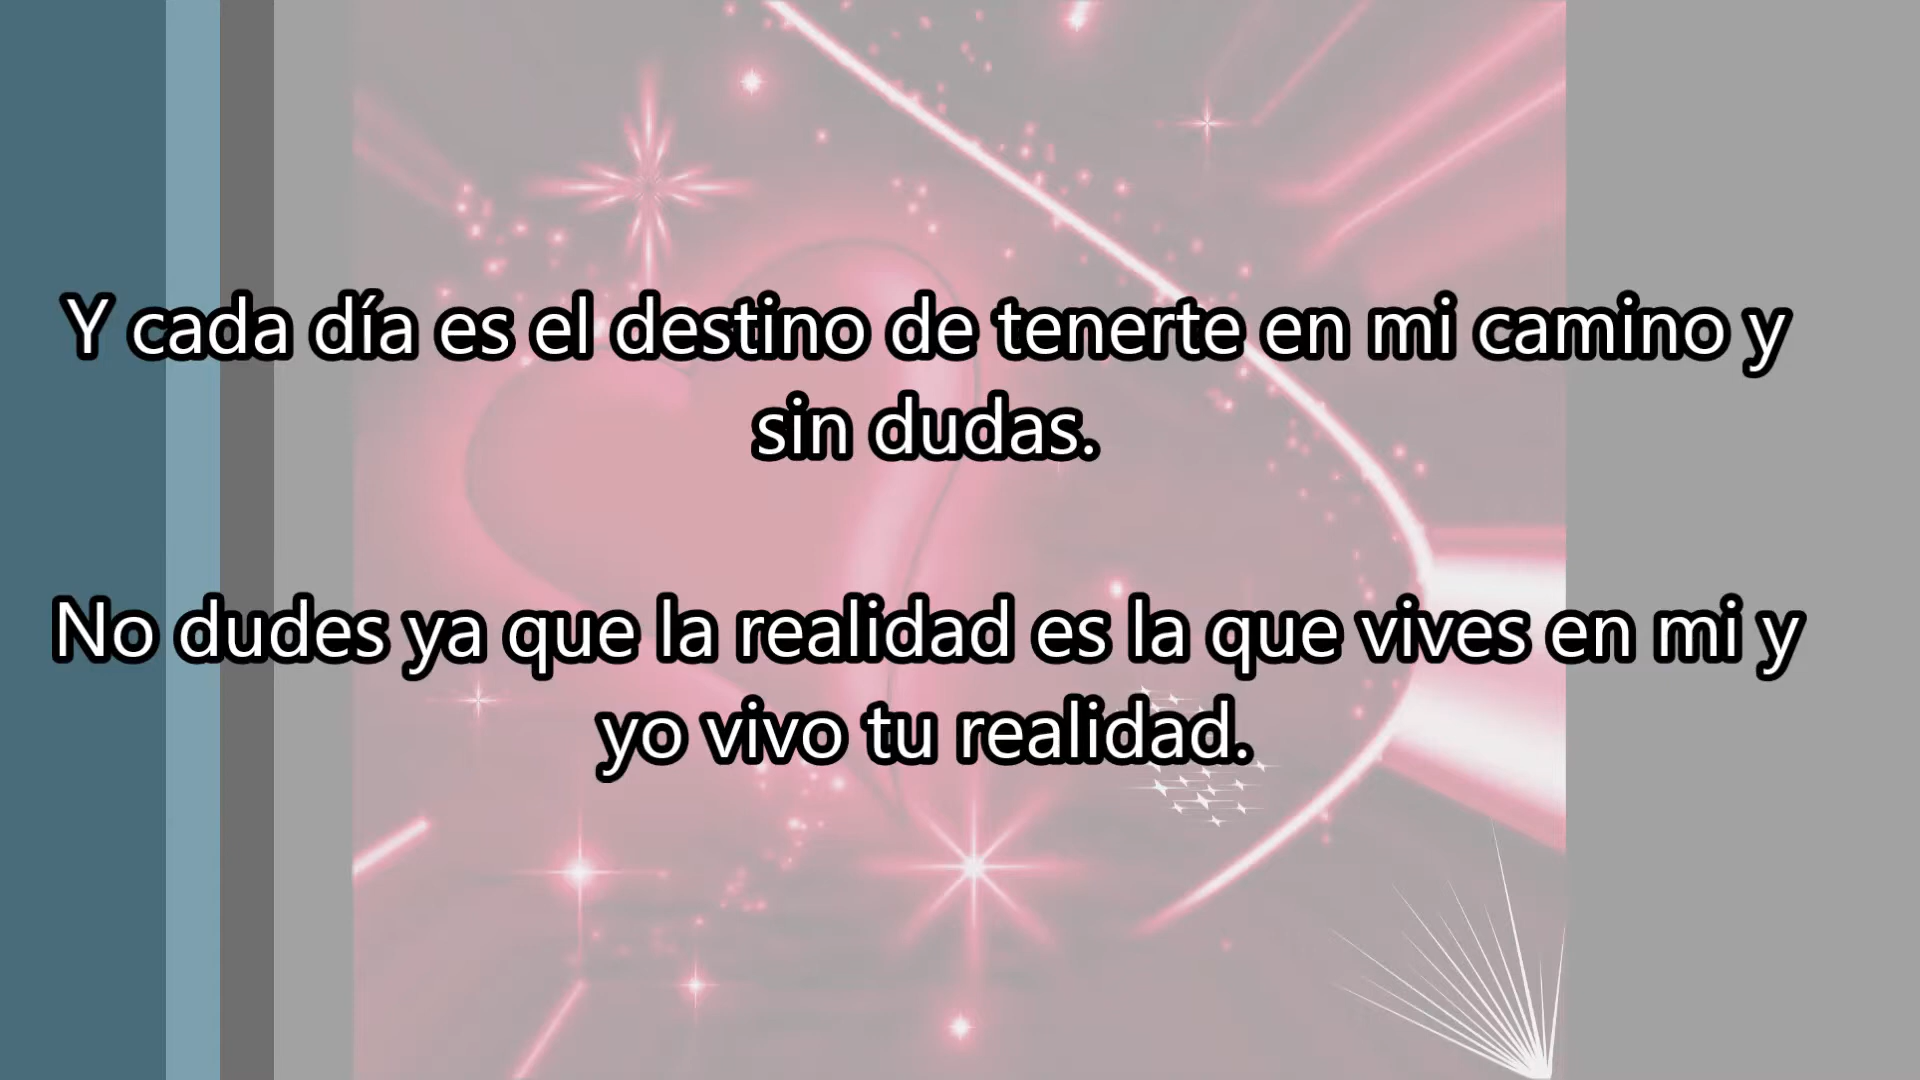 Y cada día es el destino de tenerte en mi camino y
sin dudas.
No dudes ya que la realidad es la que vives en mi y
yo vivo tu realidad.